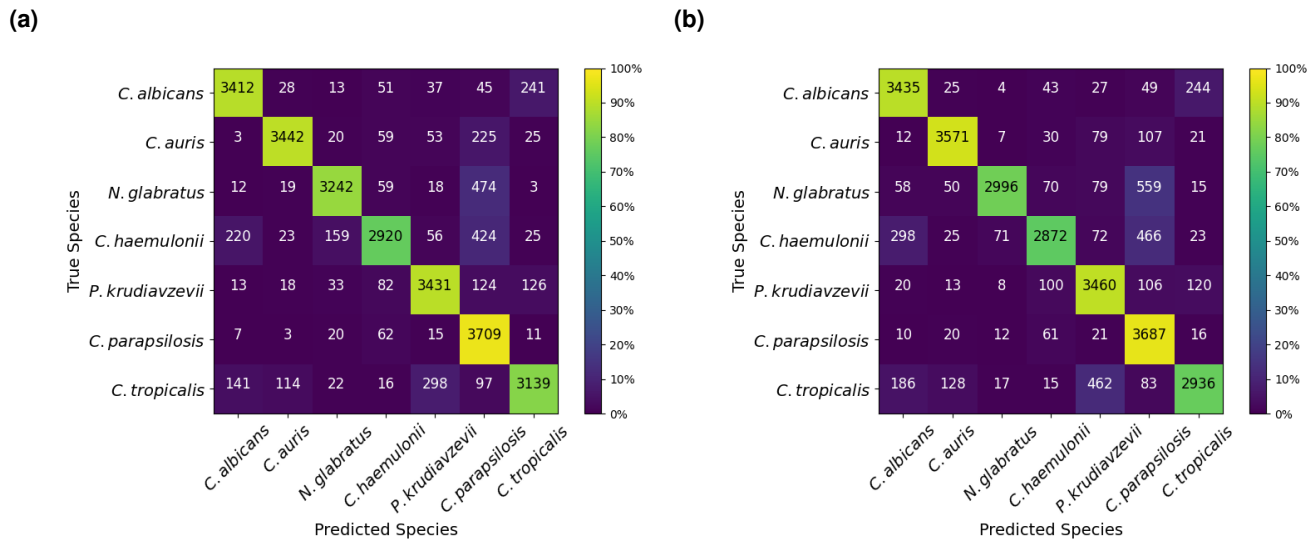 (a)
(b)
True Species
C. albicans 3412 28 13 51 37 45 241
C. auris 3 3442 20 59 53 225 25
N. glabratus 12 19 3242 59 18 474 3
C. haemulonii 220 23 159 2920 56 424 25
P. krudiavzevii 13 18 33 82 3431 124 126
C. parapsilosis 7 3 20 62 15 3709 11
C. tropicalis 141 114 22 16 298 97 3139
C. albicans C. auris N. glabratus C. haemulonii P. krudiavzevii C. parapsilosis C. tropicalis
Predicted Species
100%
90%
80%
70%
60%
50%
40%
30%
20%
10%
0%
True Species
C. albicans 3435 25 4 43 27 49 244
C. auris 12 3571 7 30 79 107 21
N. glabratus 58 50 2996 70 79 559 15
C. haemulonii 298 25 71 2872 72 466 23
P. krudiavzevii 20 13 8 100 3460 106 120
C. parapsilosis 10 20 12 61 21 3687 16
C. tropicalis 186 128 17 15 462 83 2936
C. albicans C. auris N. glabratus C. haemulonii P. krudiavzevii C. parapsilosis C. tropicalis
Predicted Species
100%
90%
80%
70%
60%
50%
40%
30%
20%
10%
0%